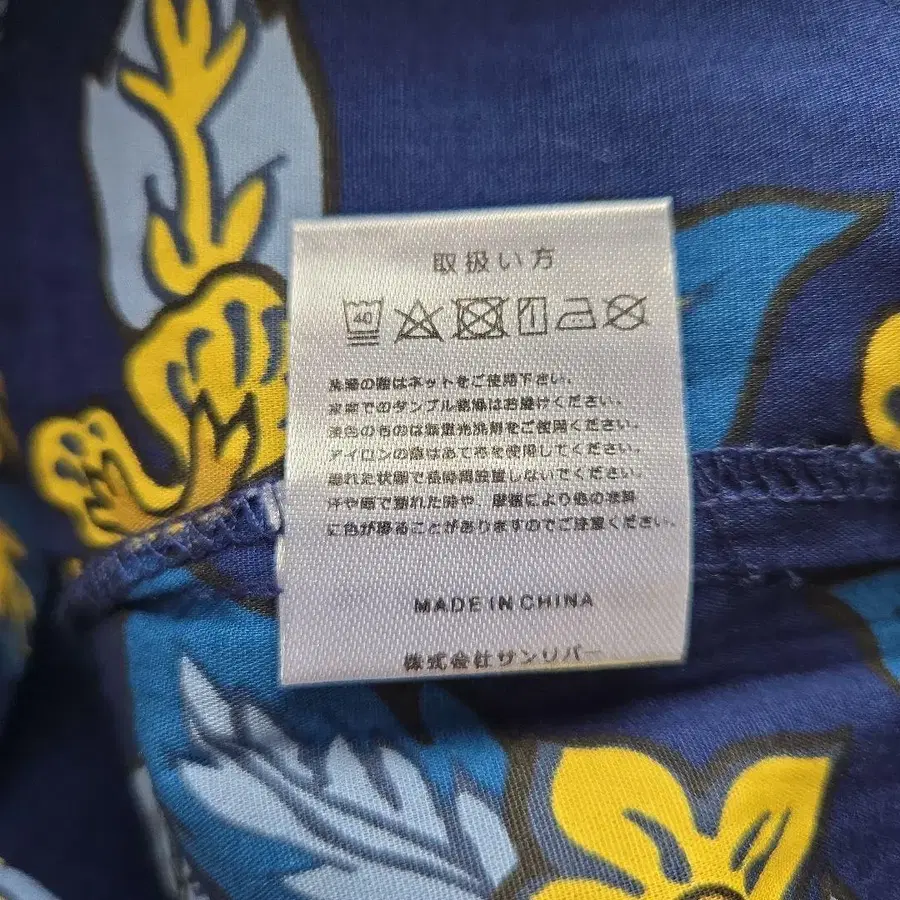 取扱い方
40
洗濯の際はネットをご使用下さい。
家庭でのタンブル乾燥はお避けください。
淡色のものは無蛍光洗剤をご使用ください。
アイロンの際はあて布を使用してください。
濡れた状態で長時間放置しないでください。
汗や雨で濡れた時や、摩擦により色の濃淡
に色が移ることがありますのでご注意ください。
MADE IN CHINA
株式会社サンリバー